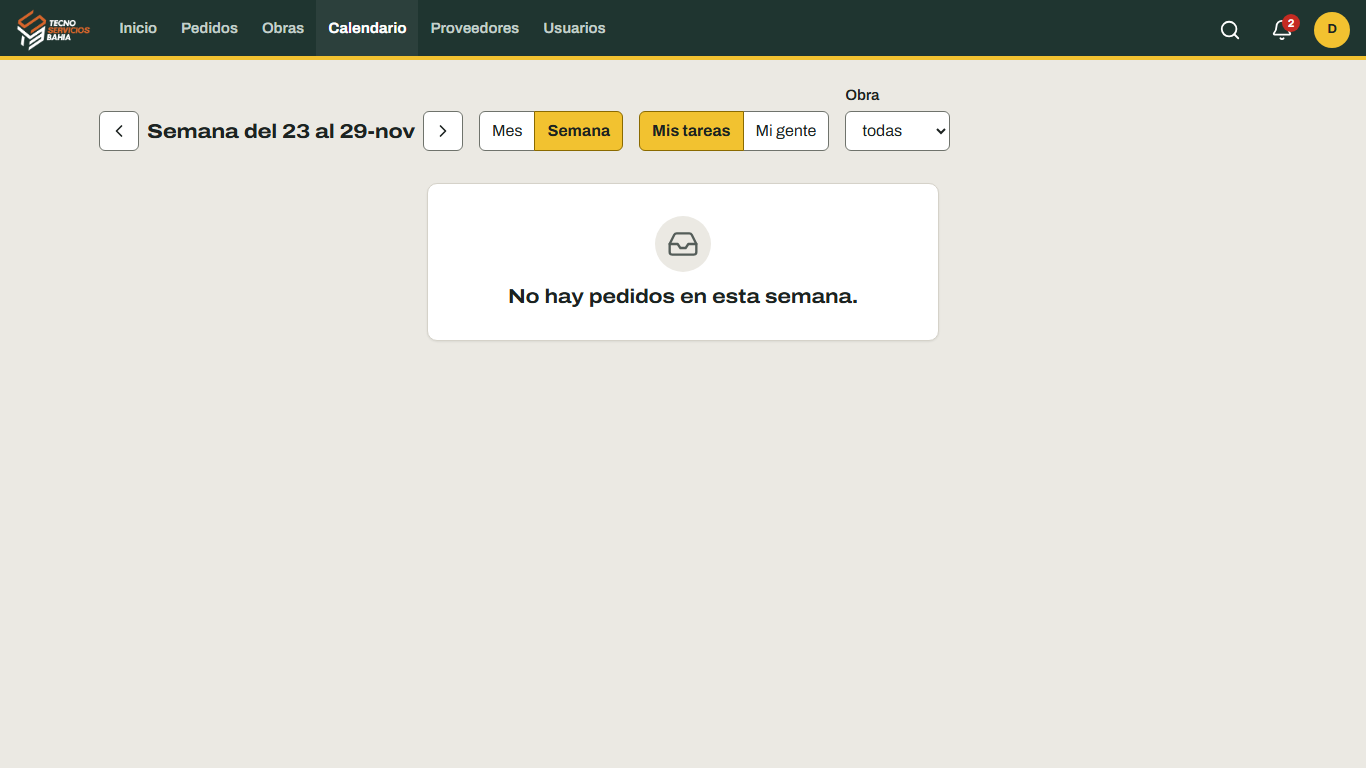 TECNO
SERVICIOS
BAHIA
Inicio
Pedidos
Obras
Calendario
Proveedores
Usuarios
2
D
Obra
Semana del 23 al 29-nov
Mes
Semana
Mis tareas
Mi gente
todas
No hay pedidos en esta semana.